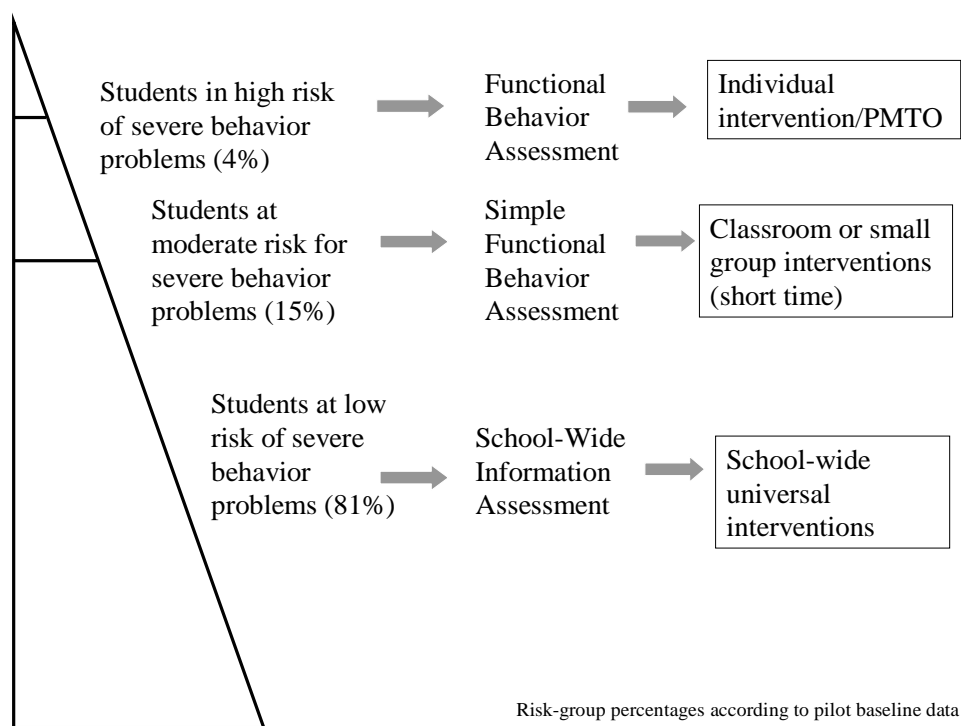 Students in high risk
of severe behavior
problems (4%)
Functional
Behavior
Assessment
Individual
intervention/PMTO
Students at
moderate risk for
severe behavior
problems (15%)
Simple
Functional
Behavior
Assessment
Classroom or small
group interventions
(short time)
Students at low
risk of severe
behavior
problems (81%)
School-Wide
Information
Assessment
School-wide
universal
interventions
Risk-group percentages according to pilot baseline data